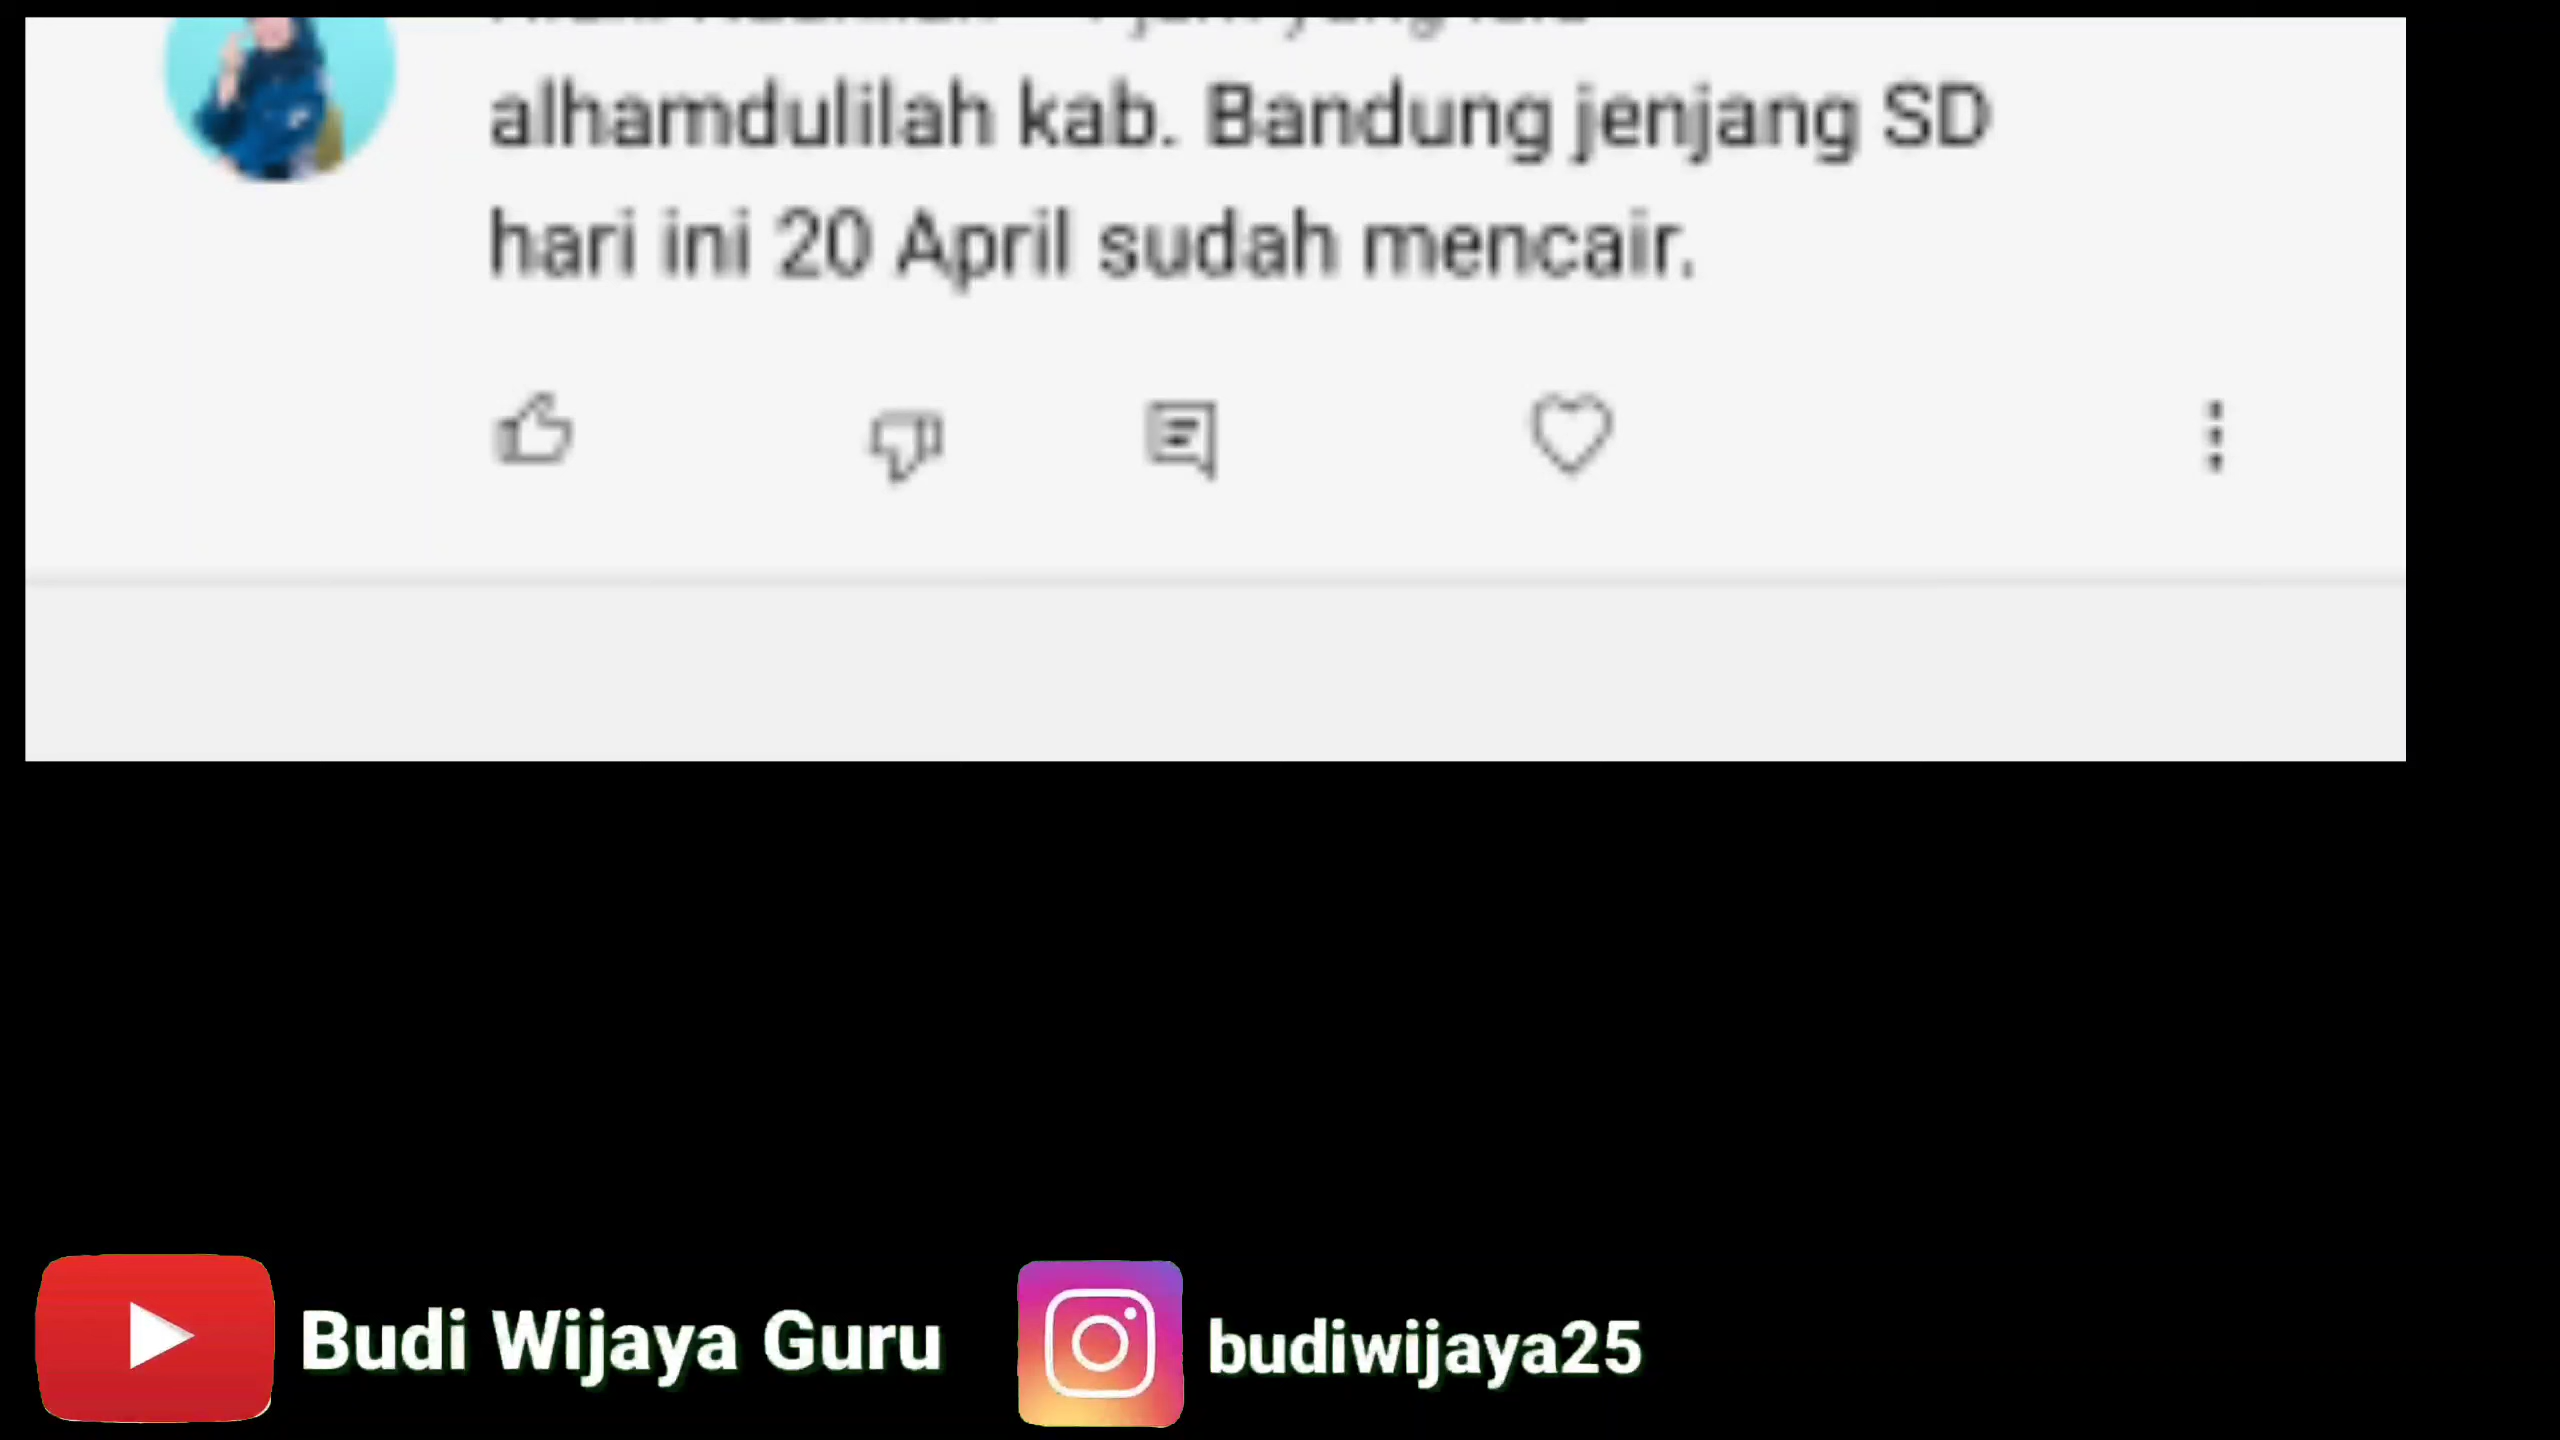 alhamdulilah kab. Bandung jenjang SD
hari ini 20 April sudah mencair.
Budi Wijaya Guru
budiwijaya25